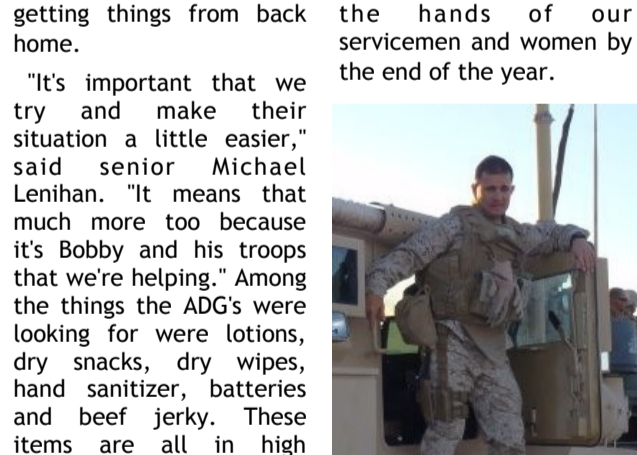 getting things from back
home.
"It's important that we
try and make their
situation a little easier,"
said senior Michael
Lenihan. "It means that
much more too because
it's Bobby and his troops
that we're helping." Among
the things the ADG's were
looking for were lotions,
dry snacks, dry wipes,
hand sanitizer, batteries
and beef jerky. These
items are all in high
the hands of our
servicemen and women by
the end of the year.